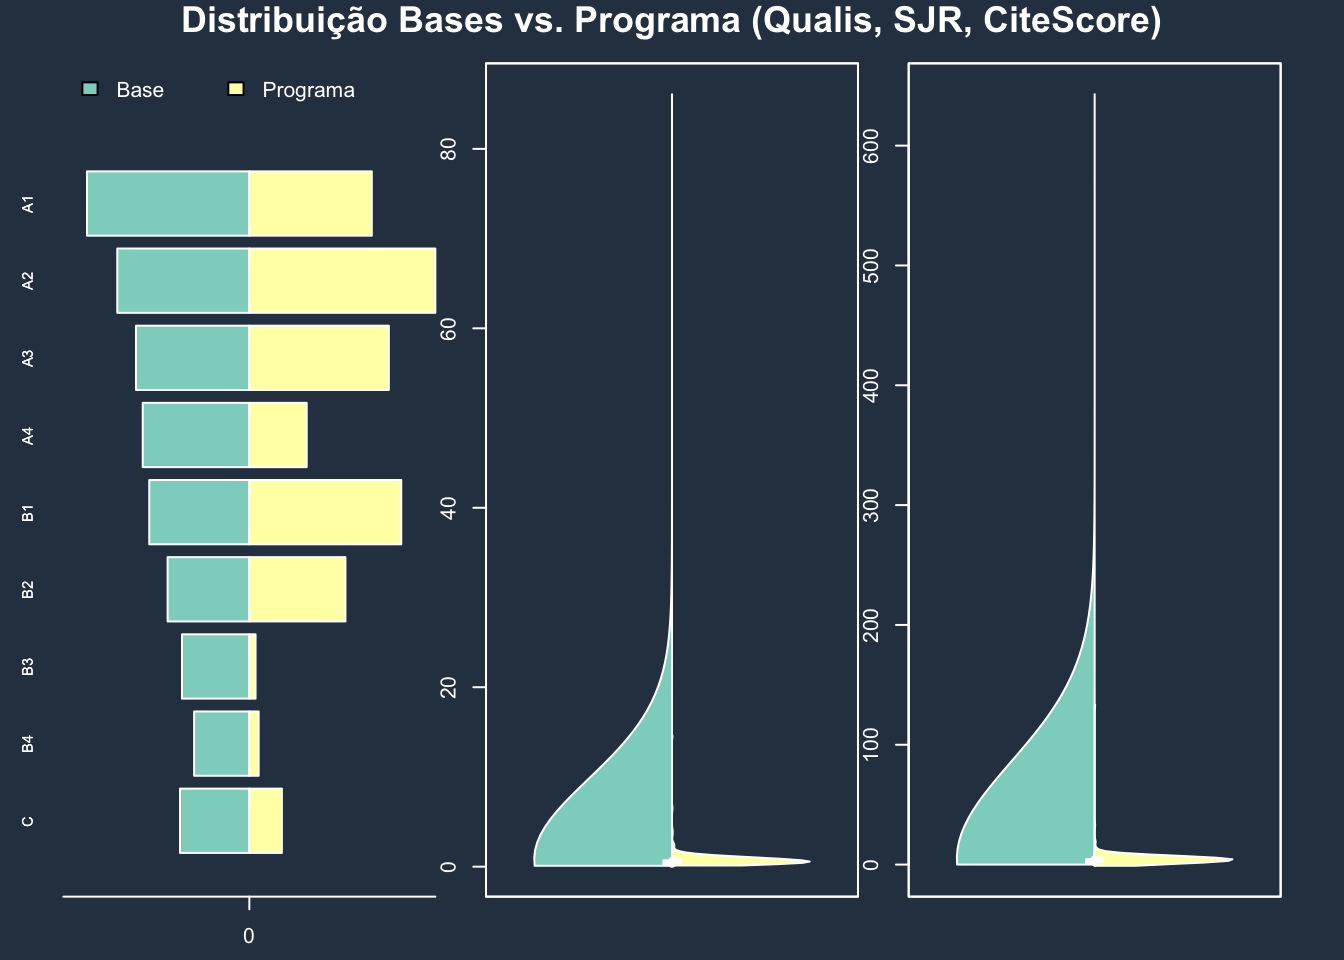 Distribuição Bases vs. Programa (Qualis, SJR, CiteScore)
Base
Programa
A1
A2
A3
A4
B1
B2
B3
B4
C
0
80
60
40
20
0
600
500
400
300
200
100
0